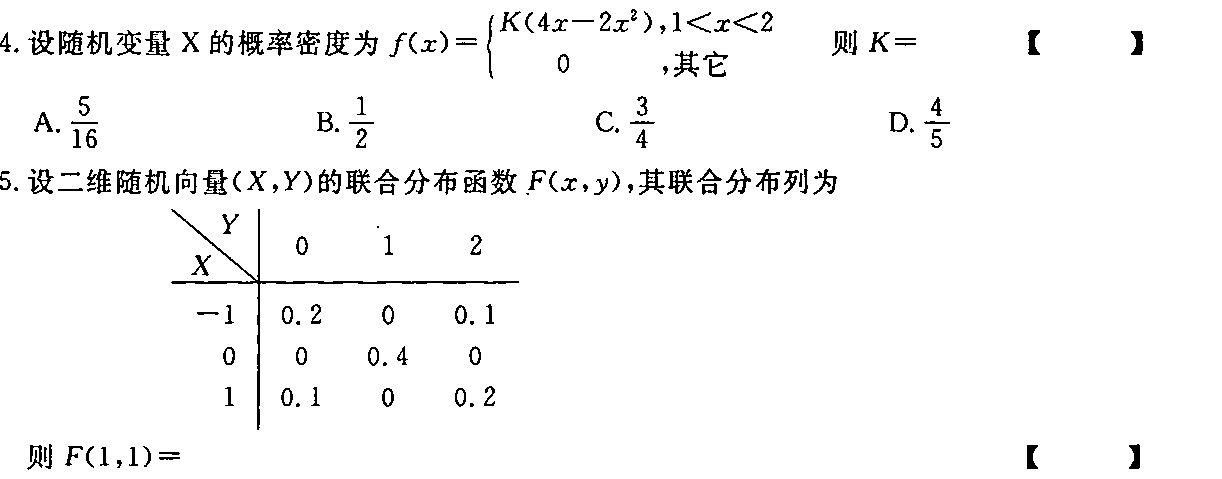 4. 设随机变量 X 的概率密度为 f(x)={K(4x−2x²),1<x<2 则 K= 【 】
0 ,其它
A. 5/16 B. 1/2 C. 3/4 D. 4/5
5. 设二维随机向量(X,Y)的联合分布函数 F(x,y),其联合分布列为
Y
X 0 1 2
−1 0.2 0 0.1
0 0 0.4 0
1 0.1 0 0.2
则 F(1,1)= 【 】